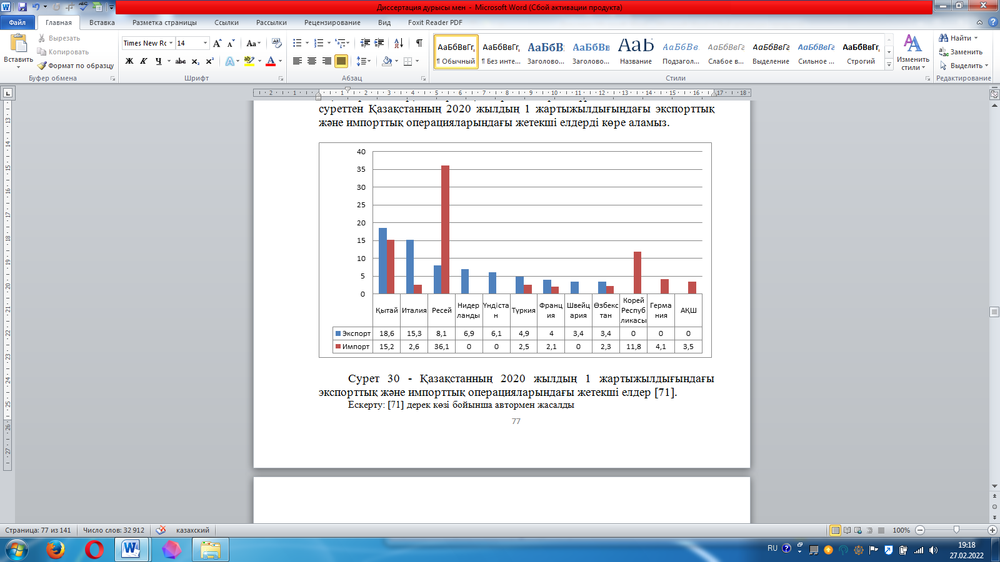 Диссертация дурысы мен - Microsoft Word (Сбой активации продукта)
Файл Главная Вставка Разметка страницы Ссылки Рассылки Рецензирование Вид Foxit Reader PDF
Вставить
Вырезать
Копировать
Формат по образцу
Буфер обмена
Times New Ro 14
Ж К Ч abc x₂ x²
Шрифт
Абзац
АаБбВвГг, АаБбВвГг, АаБбВ АаБбВв АаБ АаБбВв. АаБбВвГг АаБбВвГг АаБбВвГг АаБбВвГг,
¶ Обычный ¶ Без инте... Заголово... Заголово... Название Подзагол... Слабое в... Выделение Сильное ... Строгий
Стили
Изменить стили
Найти
Заменить
Выделить
Редактирование
суреттен Қазақстанның 2020 жылдың 1 жартыжылдығындағы экспорттық
және импорттық операцияларындағы жетекші елдерді көре аламыз.
40
35
30
25
20
15
10
5
0
Қытай Италия Ресей Нидерланды Үндістан Түркия Франция Швейцария Өзбекстан Корей Республикасы Германия АҚШ
Экспорт 18,6 15,3 8,1 6,9 6,1 4,9 4 3,4 3,4 0 0 0
Импорт 15,2 2,6 36,1 0 0 2,5 2,1 0 2,3 11,8 4,1 3,5
Сурет 30 - Қазақстанның 2020 жылдың 1 жартыжылдығындағы
экспорттық және импорттық операцияларындағы жетекші елдер [71].
Ескерту: [71] дерек көзі бойынша автормен жасалды
77
Страница: 77 из 141 Число слов: 32 912 казахский 100%
RU 19:18
27.02.2022